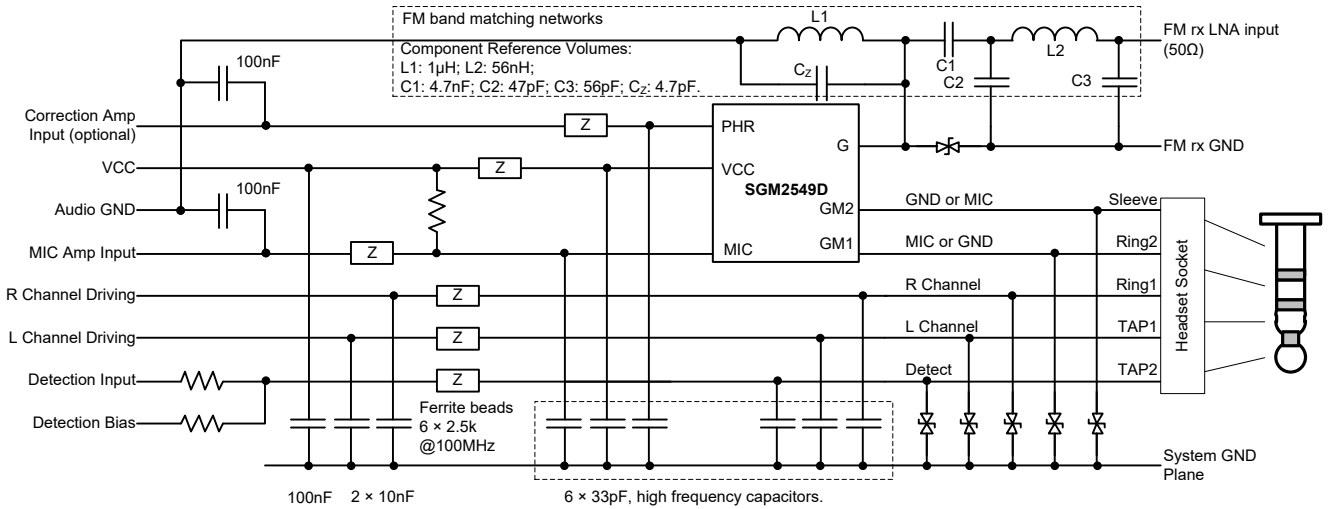 FM band matching networks
L1
FM rx LNA input
(50Ω)
Component Reference Volumes:
L1: 1μH; L2: 56nH;
C1: 4.7nF; C2: 47pF; C3: 56pF; CZ: 4.7pF.
CZ
C1
L2
C2
C3
100nF
Correction Amp
Input (optional)
Z
PHR
G
FM rx GND
VCC
Z
VCC
SGM2549D
100nF
Audio GND
GM2
GND or MIC
Sleeve
MIC Amp Input
Z
MIC
GM1
MIC or GND
Ring2
R Channel Driving
Z
R Channel
Ring1
L Channel Driving
Z
L Channel
TAP1
Headset Socket
Detection Input
Z
Detect
TAP2
Detection Bias
Ferrite beads
6 × 2.5k
@100MHz
System GND
Plane
100nF
2 × 10nF
6 × 33pF, high frequency capacitors.